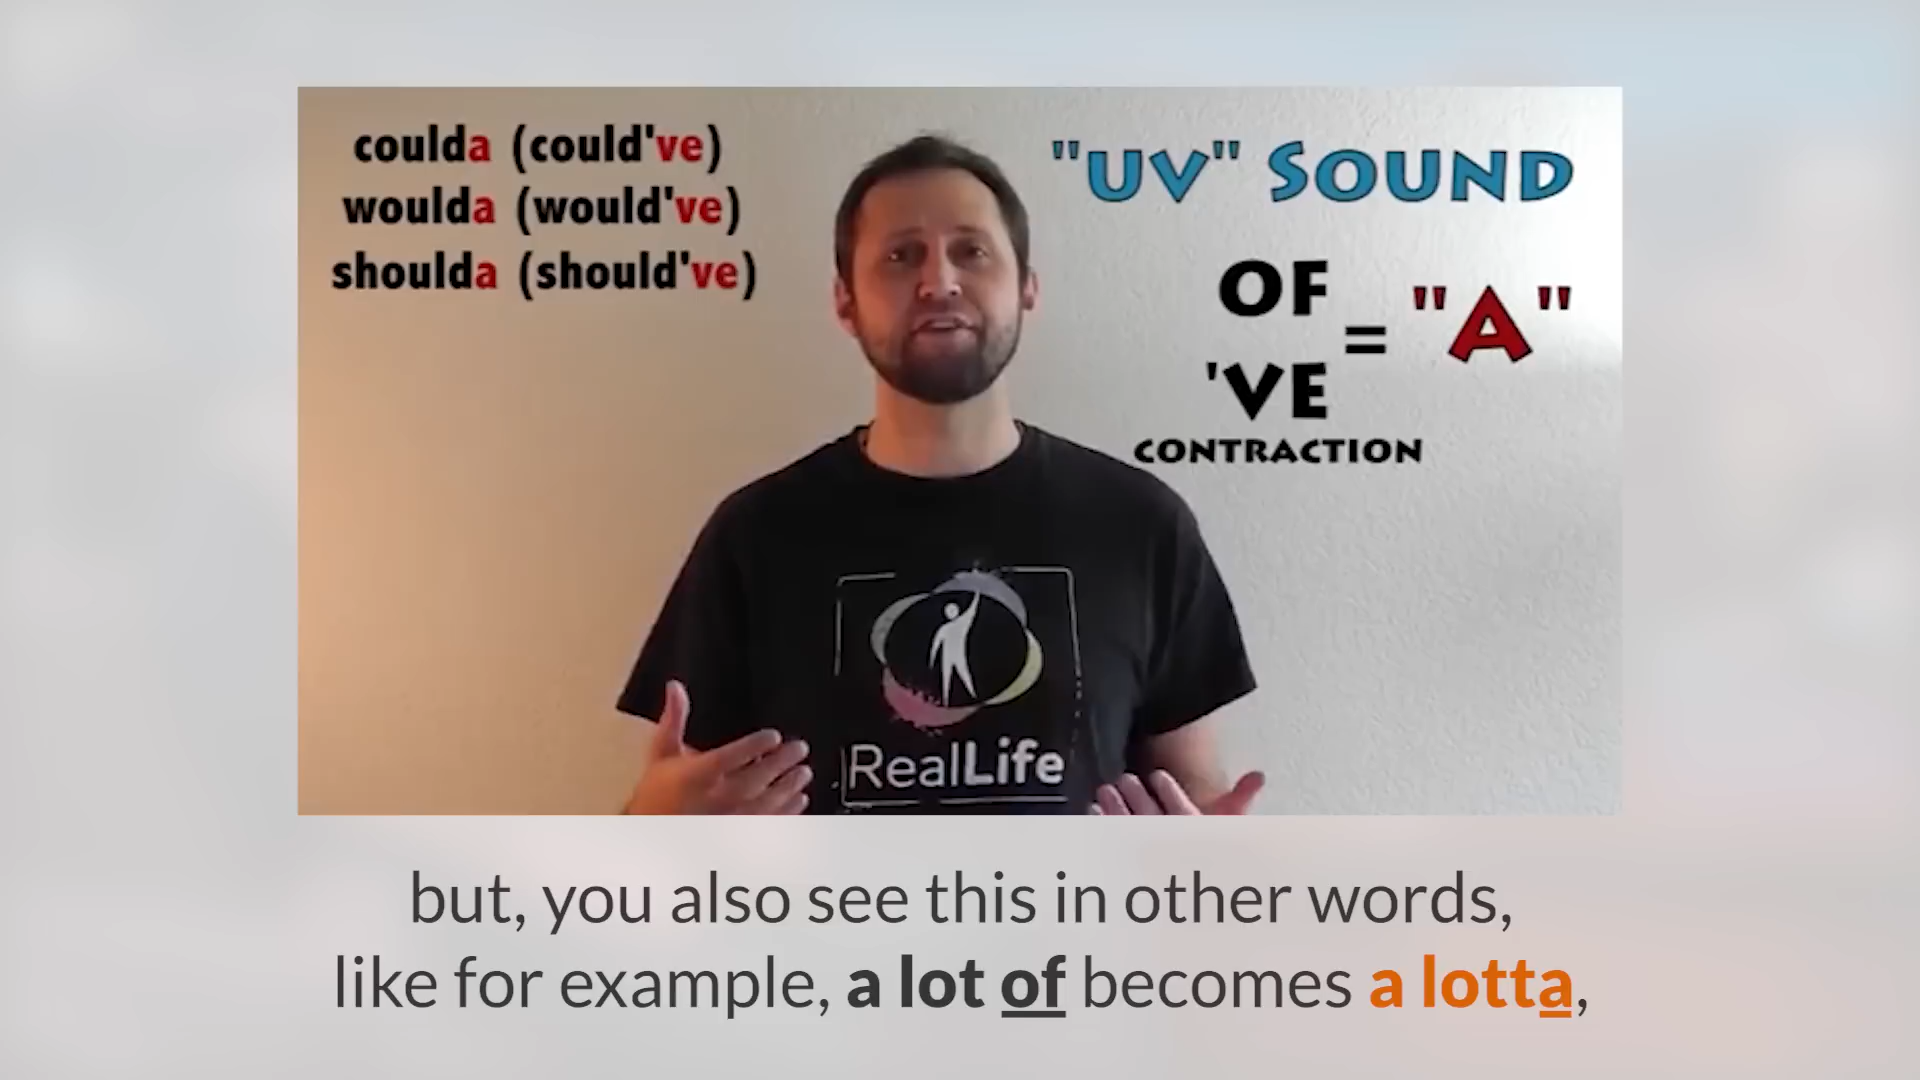 coulda (could've)
woulda (would've)
shoulda (should've)
"UV" SOUND
OF
= "A"
'VE
CONTRACTION
RealLife
but, you also see this in other words,
like for example, a lot of becomes a lotta,